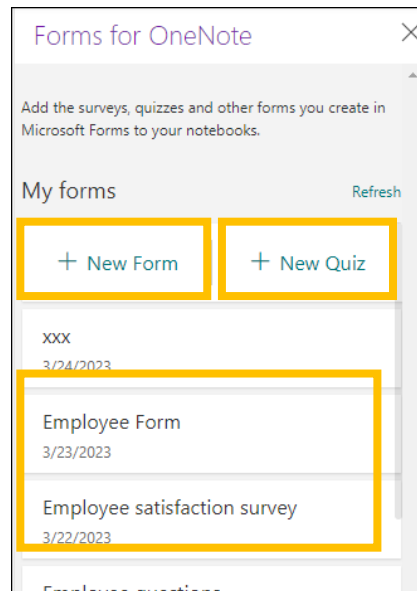 Forms for OneNote
Add the surveys, quizzes and other forms you create in
Microsoft Forms to your notebooks.
My forms
Refresh
+ New Form
+ New Quiz
xxx
3/24/2023
Employee Form
3/23/2023
Employee satisfaction survey
3/22/2023
Employee questions